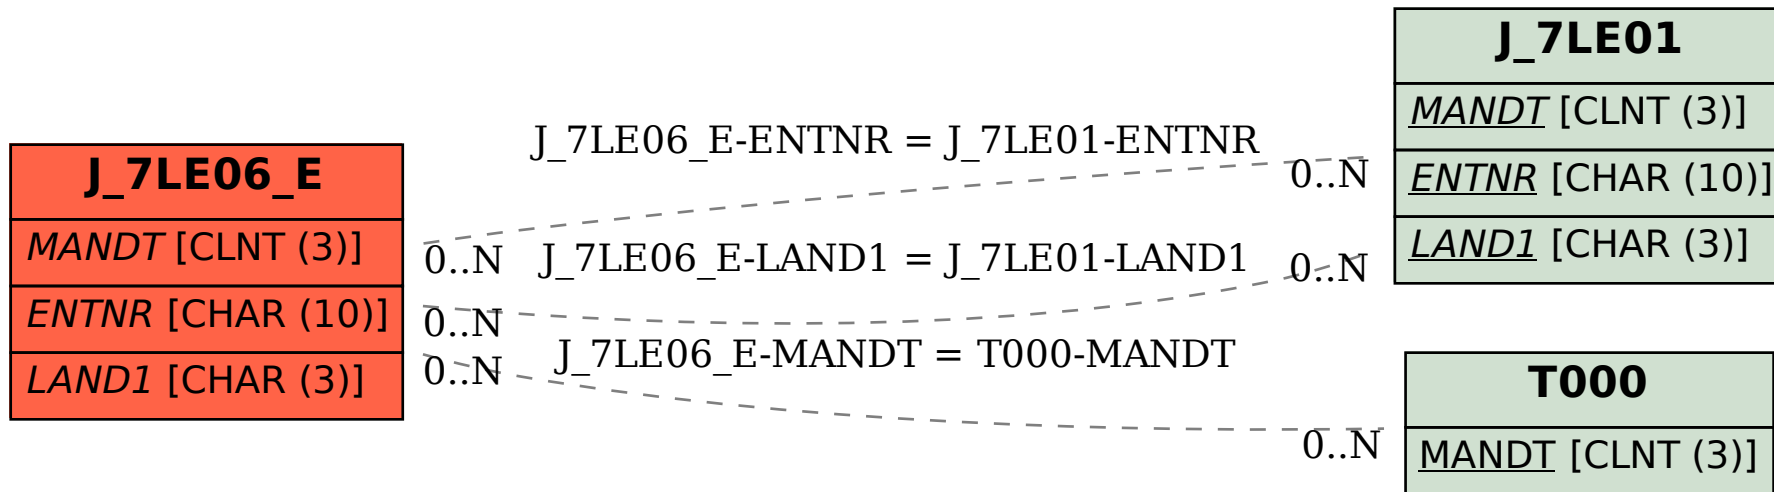 J_7LE06_E
MANDT [CLNT (3)]
ENTNR [CHAR (10)]
LAND1 [CHAR (3)]
J_7LE06_E-ENTNR = J_7LE01-ENTNR
0..N
0..N
J_7LE06_E-LAND1 = J_7LE01-LAND1
0..N
0..N
J_7LE06_E-MANDT = T000-MANDT
0..N
0..N
J_7LE01
MANDT [CLNT (3)]
ENTNR [CHAR (10)]
LAND1 [CHAR (3)]
T000
MANDT [CLNT (3)]